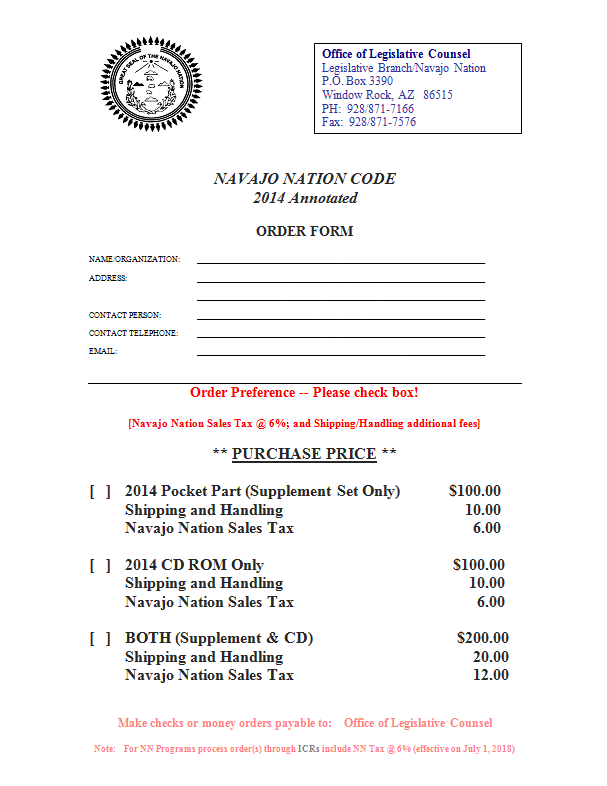 GREAT SEAL OF THE NAVAJO NATION
Office of Legislative Counsel
Legislative Branch/Navajo Nation
P.O. Box 3390
Window Rock, AZ 86515
PH: 928/871-7166
Fax: 928/871-7576
NAVAJO NATION CODE
2014 Annotated
ORDER FORM
NAME/ORGANIZATION:
ADDRESS:
CONTACT PERSON:
CONTACT TELEPHONE:
EMAIL:
Order Preference -- Please check box!
[Navajo Nation Sales Tax @ 6%; and Shipping/Handling additional fees]
** PURCHASE PRICE **
[ ] 2014 Pocket Part (Supplement Set Only) $100.00
Shipping and Handling 10.00
Navajo Nation Sales Tax 6.00
[ ] 2014 CD ROM Only $100.00
Shipping and Handling 10.00
Navajo Nation Sales Tax 6.00
[ ] BOTH (Supplement & CD) $200.00
Shipping and Handling 20.00
Navajo Nation Sales Tax 12.00
Make checks or money orders payable to: Office of Legislative Counsel
Note: For NN Programs process order(s) through ICRs include NN Tax @ 6% (effective on July 1, 2018)